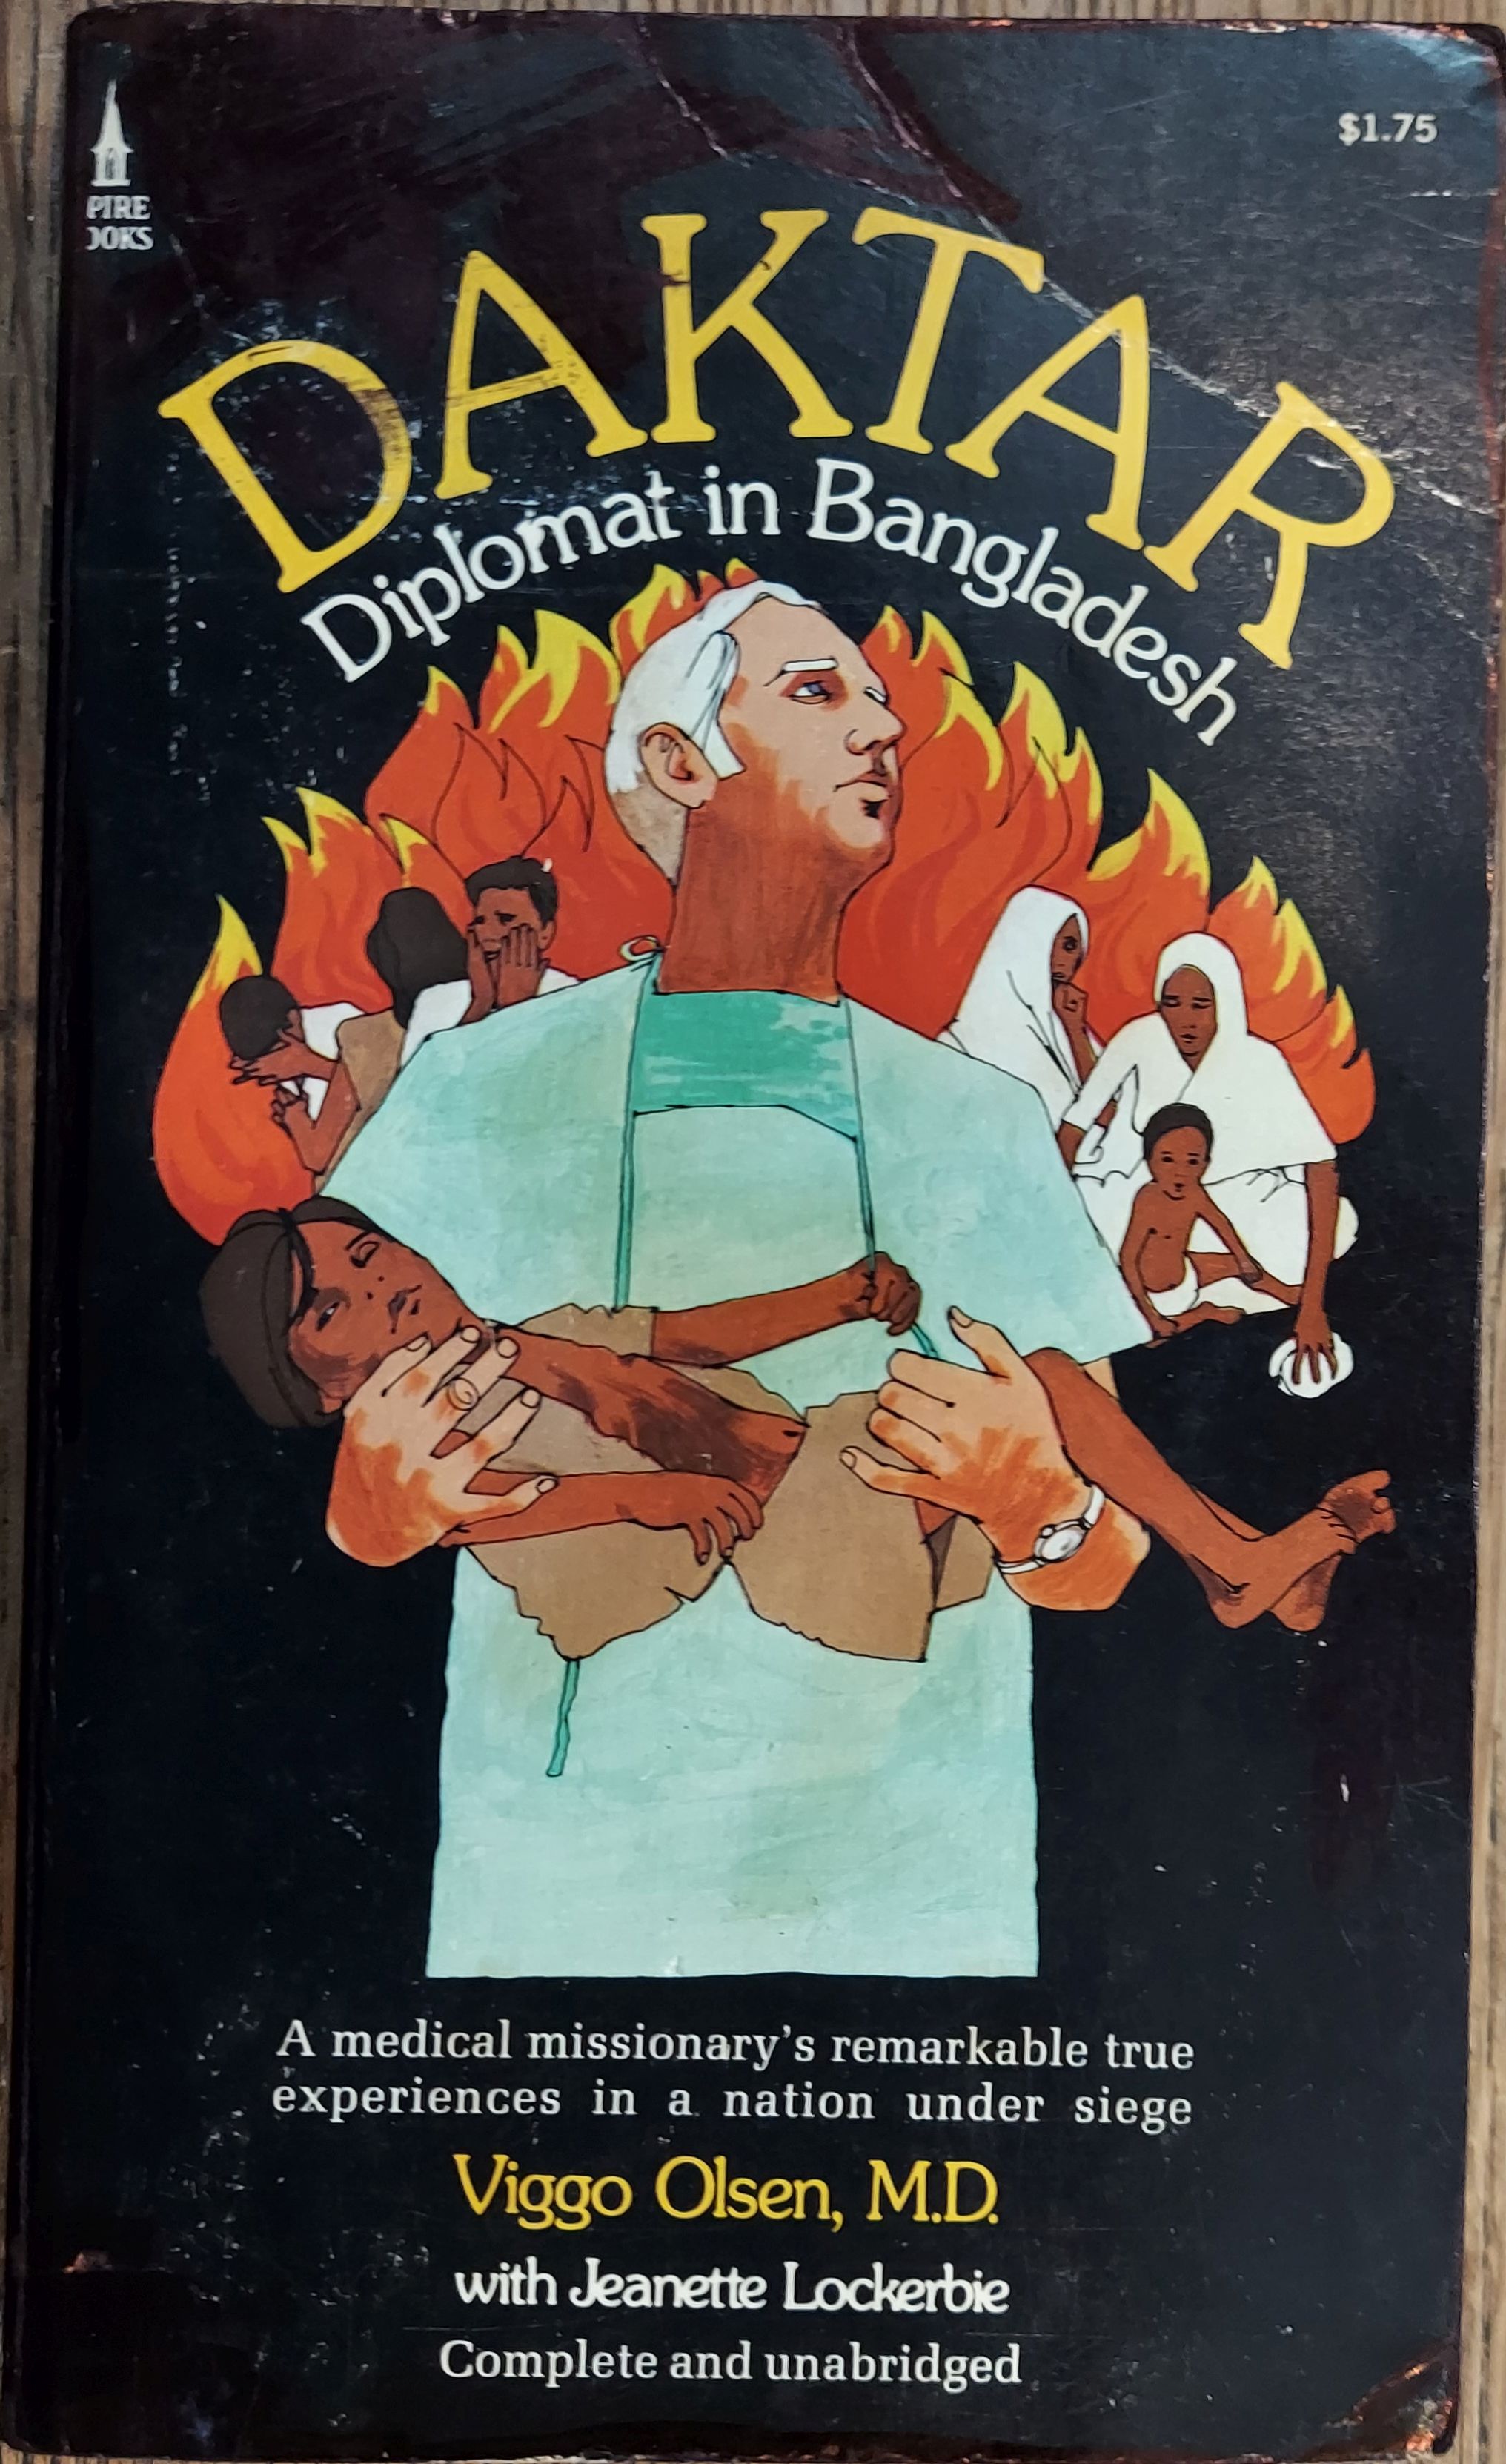 PIRE
OOKS
$1.75
DAKTAR
Diplomat in Bangladesh
A medical missionary's remarkable true
experiences in a nation under siege
Viggo Olsen, M.D.
with Jeanette Lockerbie
Complete and unabridged